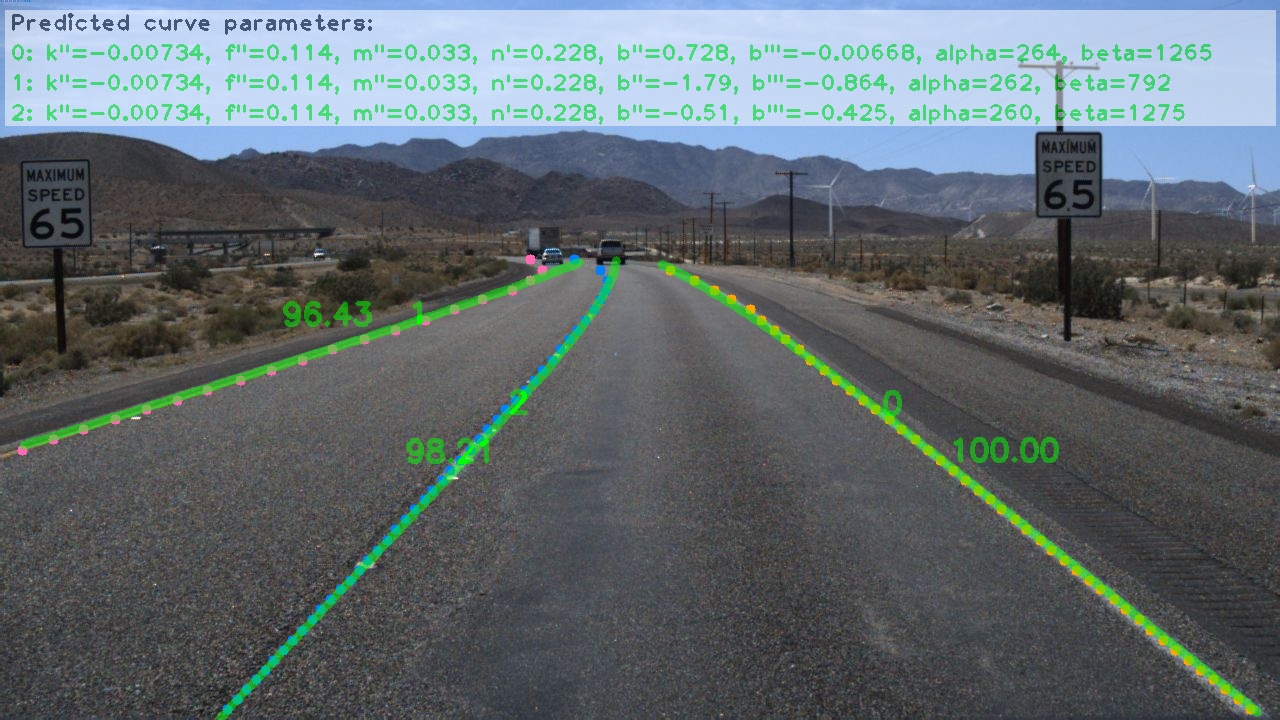 Predicted curve parameters:
0: k''=-0.00734, f''=0.114, m''=0.033, n'=0.228, b''=0.728, b'''=-0.00668, alpha=264, beta=1265
1: k''=-0.00734, f''=0.114, m''=0.033, n'=0.228, b''=-1.79, b'''=-0.864, alpha=262, beta=792
2: k''=-0.00734, f''=0.114, m''=0.033, n'=0.228, b''=-0.51, b'''=-0.425, alpha=260, beta=1275
MAXIMUM
SPEED
65
MAXIMUM
SPEED
65
96.43
1
2
0
98.21
100.00